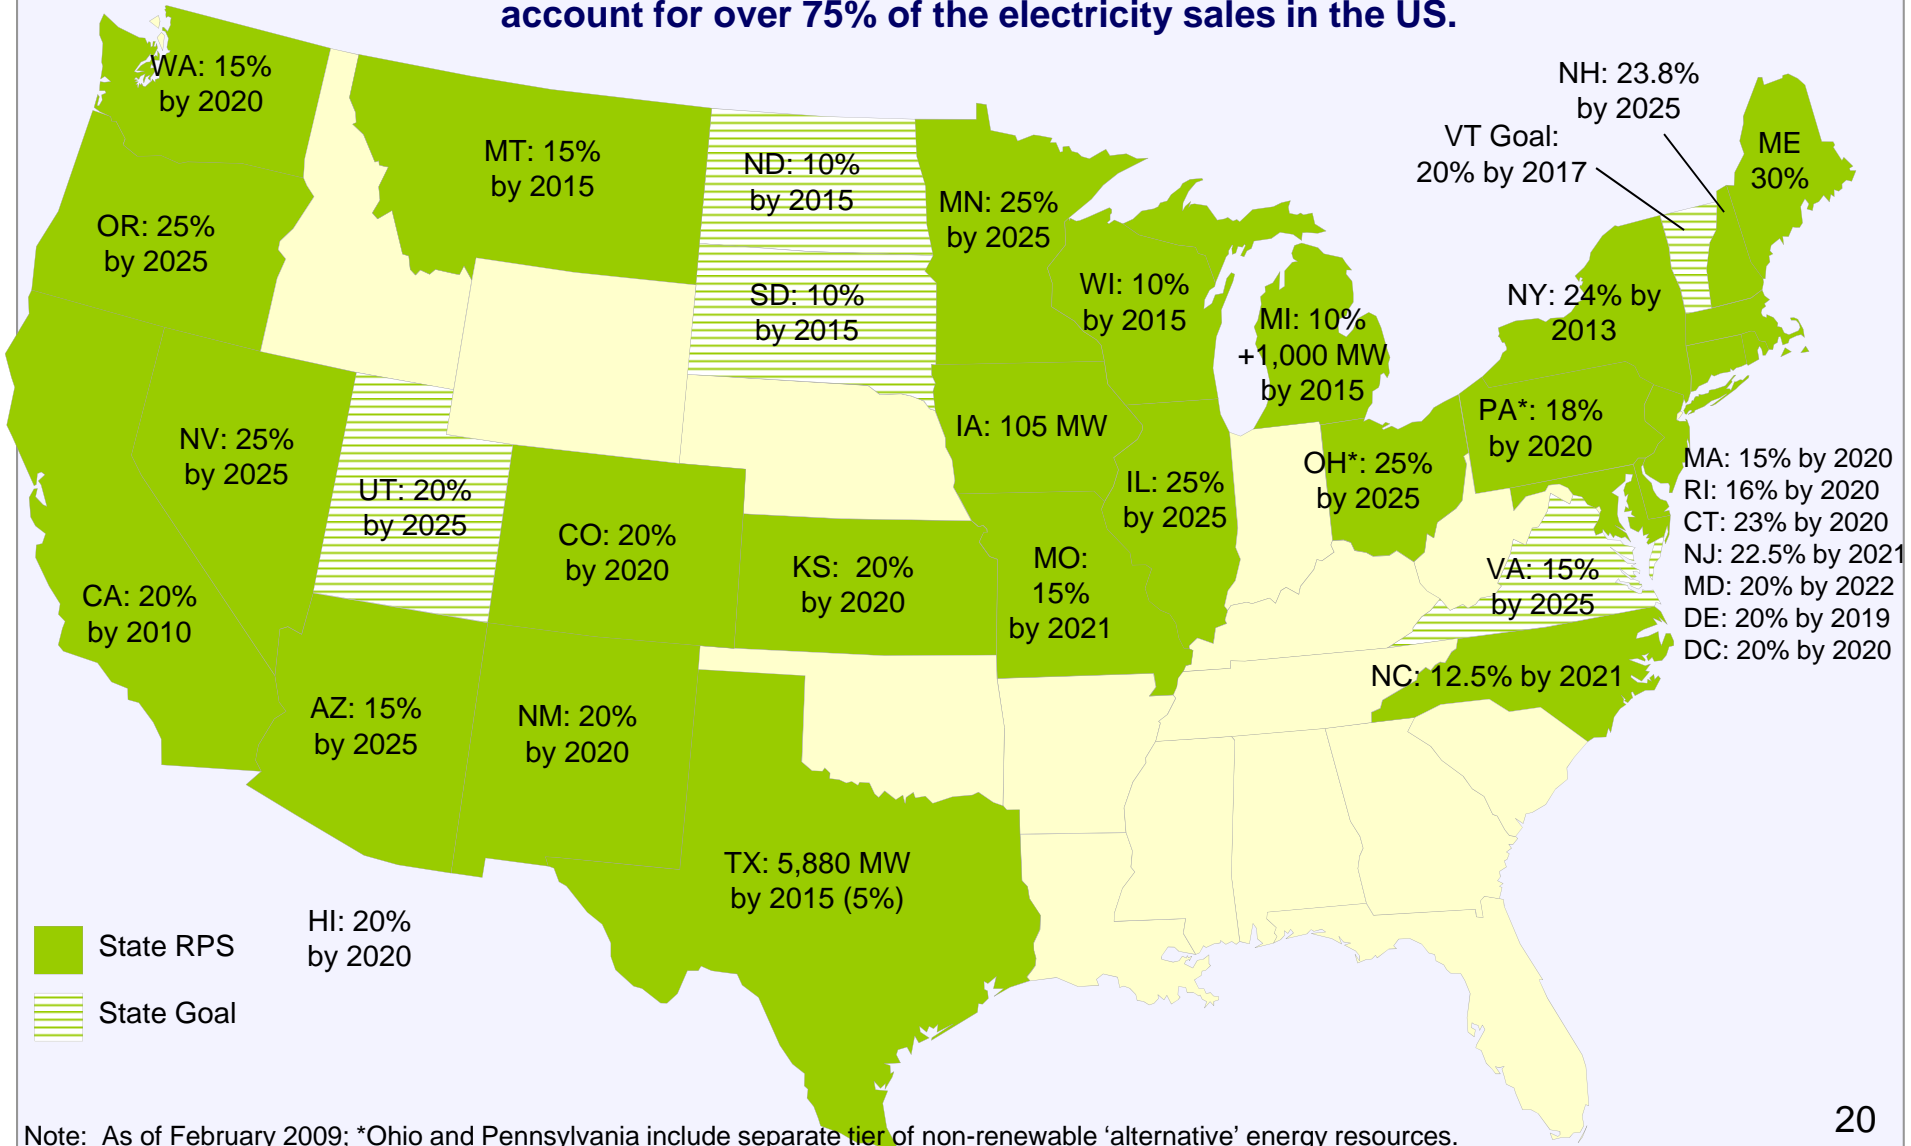 account for over 75% of the electricity sales in the US.
WA: 15%
by 2020
MT: 15%
by 2015
ND: 10%
by 2015
MN: 25%
by 2025
NH: 23.8%
by 2025
VT Goal:
20% by 2017
ME
30%
OR: 25%
by 2025
SD: 10%
by 2015
WI: 10%
by 2015
MI: 10%
+1,000 MW
by 2015
NY: 24% by
2013
NV: 25%
by 2025
UT: 20%
by 2025
IA: 105 MW
IL: 25%
by 2025
OH*: 25%
by 2025
PA*: 18%
by 2020
MA: 15% by 2020
RI: 16% by 2020
CT: 23% by 2020
NJ: 22.5% by 2021
MD: 20% by 2022
DE: 20% by 2019
DC: 20% by 2020
CA: 20%
by 2010
CO: 20%
by 2020
KS: 20%
by 2020
MO:
15%
by 2021
VA: 15%
by 2025
NC: 12.5% by 2021
AZ: 15%
by 2025
NM: 20%
by 2020
TX: 5,880 MW
by 2015 (5%)
HI: 20%
by 2020
State RPS
State Goal
Note: As of February 2009; *Ohio and Pennsylvania include separate tier of non-renewable ‘alternative’ energy resources.
20